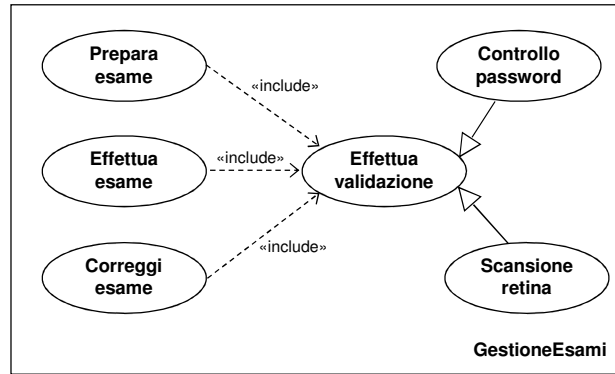 Prepara
esame
«include»
Controllo
password
Effettua
esame
«include»
Effettua
validazione
Correggi
esame
«include»
Scansione
retina
GestioneEsami